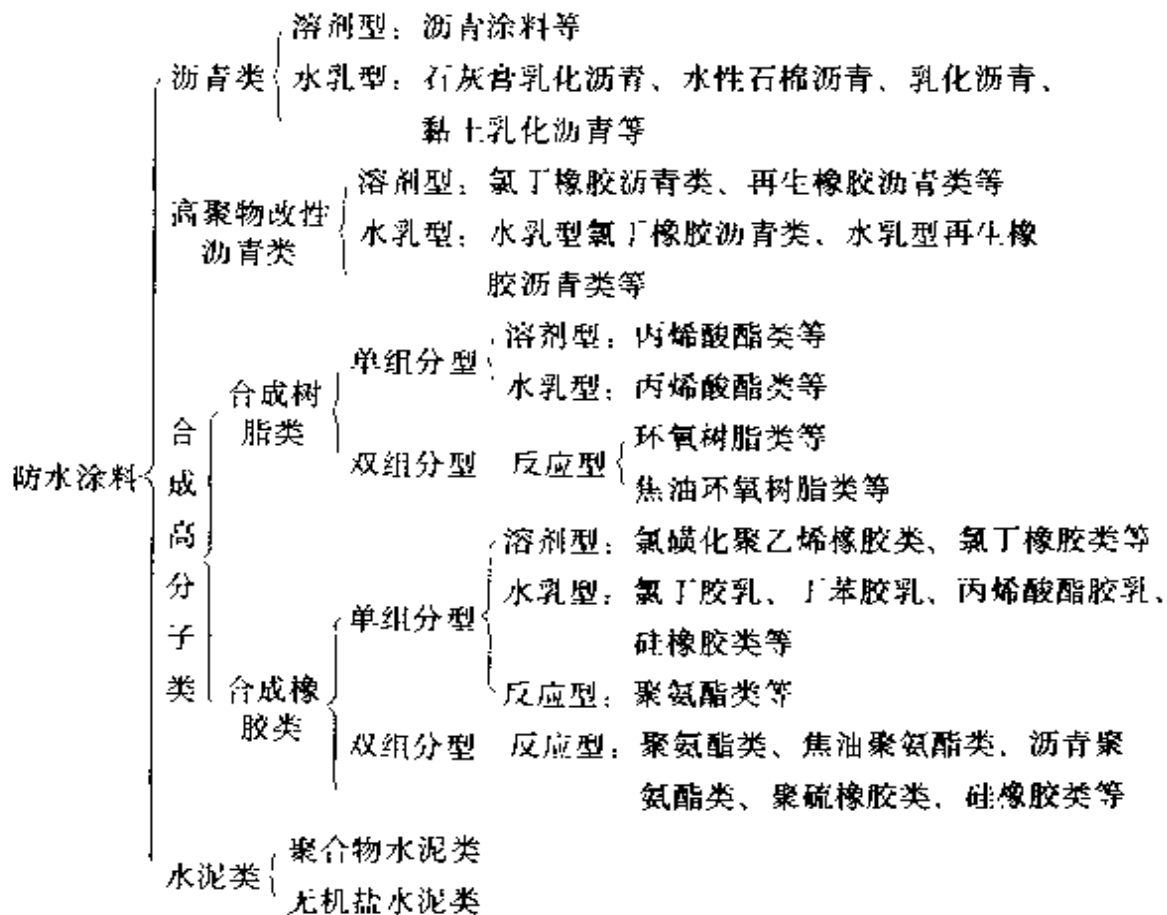 溶剂型：沥青涂料等
沥青类
水乳型：石灰膏乳化沥青、水性石棉沥青、乳化沥青、
黏土乳化沥青等
溶剂型：氯丁橡胶沥青类、再生橡胶沥青类等
高聚物改性
沥青类
水乳型：水乳型氯丁橡胶沥青类、水乳型再生橡
胶沥青类等
溶剂型：丙烯酸酯类等
单组分型
水乳型：丙烯酸酯类等
合成树
脂类
环氧树脂类等
双组分型 反应型
焦油环氧树脂类等
防水涂料
合成高分子类
溶剂型：氯磺化聚乙烯橡胶类、氯丁橡胶类等
水乳型：氯丁胶乳、丁苯胶乳、丙烯酸酯胶乳、
单组分型
硅橡胶类等
反应型：聚氨酯类等
合成橡
胶类
双组分型 反应型：聚氨酯类、焦油聚氨酯类、沥青聚
氨酯类、聚硫橡胶类、硅橡胶类等
聚合物水泥类
水泥类
无机盐水泥类